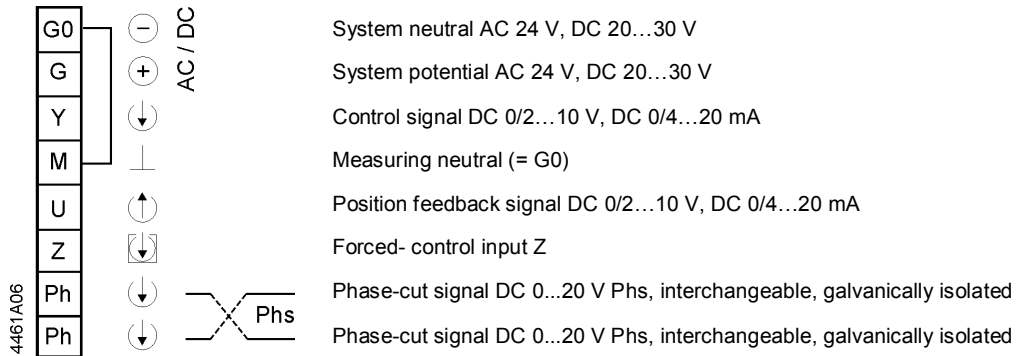 G0 − AC / DC System neutral AC 24 V, DC 20…30 V
G + System potential AC 24 V, DC 20…30 V
Y Control signal DC 0/2…10 V, DC 0/4…20 mA
M Measuring neutral (= G0)
U Position feedback signal DC 0/2…10 V, DC 0/4…20 mA
Z Forced- control input Z
Ph Phase-cut signal DC 0...20 V Phs, interchangeable, galvanically isolated
Phs
Ph Phase-cut signal DC 0...20 V Phs, interchangeable, galvanically isolated
4461A06